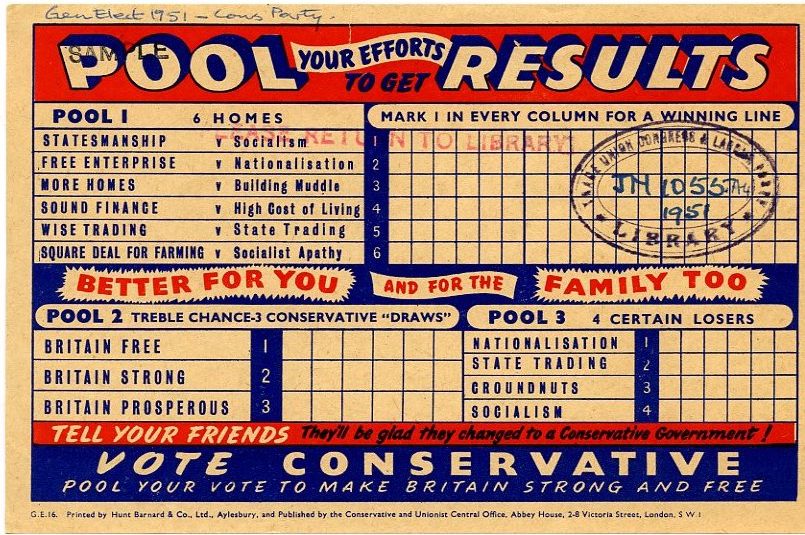 Gen Elect 1951 – Cons Party.
SAMPLE
POOL YOUR EFFORTS TO GET RESULTS
POOL 1 6 HOMES
MARK 1 IN EVERY COLUMN FOR A WINNING LINE
PLEASE RETURN TO LIBRARY
STATESMANSHIP v Socialism 1
FREE ENTERPRISE v Nationalisation 2
MORE HOMES v Building Muddle 3
SOUND FINANCE v High Cost of Living 4
WISE TRADING v State Trading 5
SQUARE DEAL FOR FARMING v Socialist Apathy 6
TRADE UNION CONGRESS & LABOUR PARTY
JN 1055
1951
LIBRARY
BETTER FOR YOU AND FOR THE FAMILY TOO
POOL 2 TREBLE CHANCE-3 CONSERVATIVE "DRAWS"
BRITAIN FREE 1
BRITAIN STRONG 2
BRITAIN PROSPEROUS 3
POOL 3 4 CERTAIN LOSERS
NATIONALISATION 1
STATE TRADING 2
GROUNDNUTS 3
SOCIALISM 4
TELL YOUR FRIENDS They'll be glad they changed to a Conservative Government!
VOTE CONSERVATIVE
POOL YOUR VOTE TO MAKE BRITAIN STRONG AND FREE
G.E.16. Printed by Hunt Barnard & Co., Ltd., Aylesbury, and Published by the Conservative and Unionist Central Office, Abbey House, 2-8 Victoria Street, London, S W 1